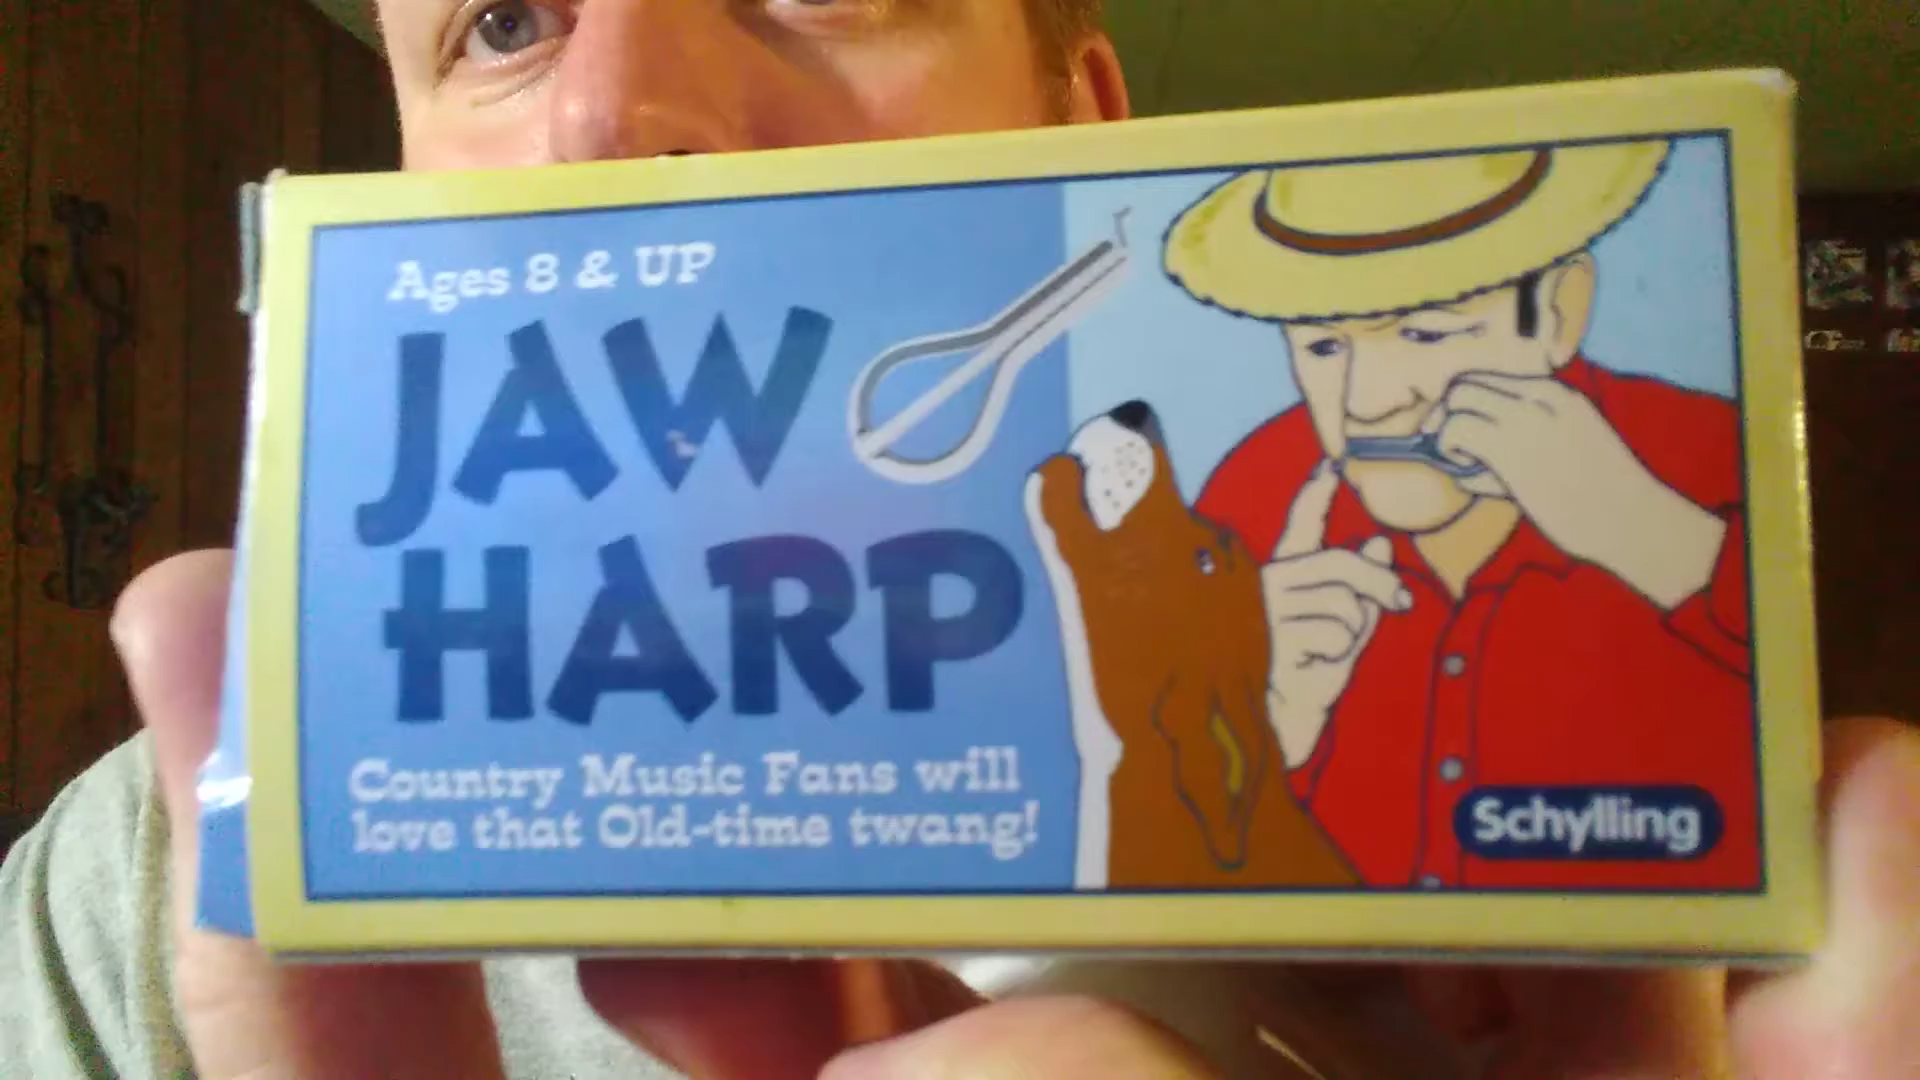 Ages 8 & UP
JAW
HARP
Country Music Fans will
love that Old-time twang!
Schylling